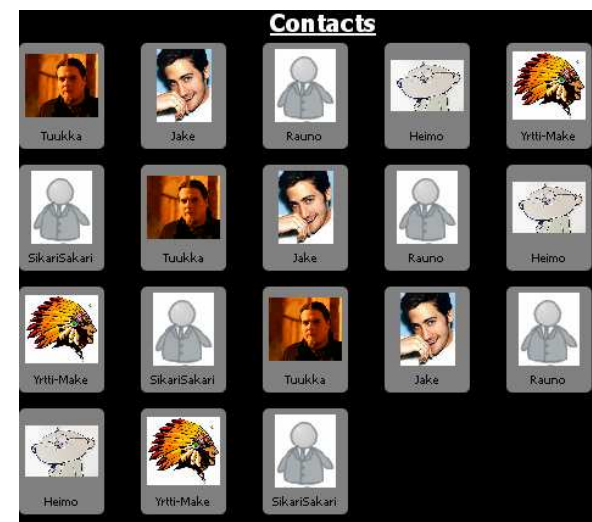 Contacts
Tuukka Jake Rauno Heimo Yrtti-Make
SikariSakari Tuukka Jake Rauno Heimo
Yrtti-Make SikariSakari Tuukka Jake Rauno
Heimo Yrtti-Make SikariSakari